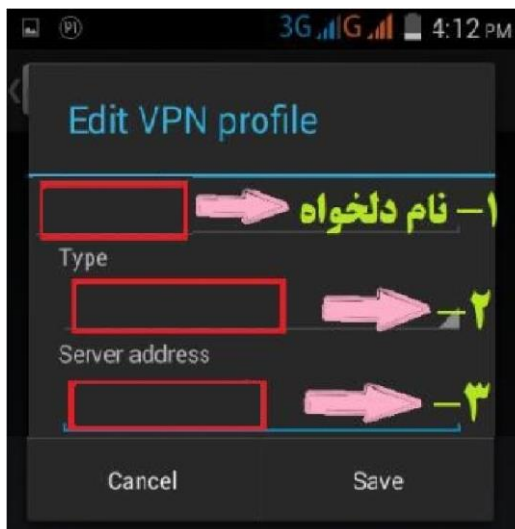 3G G 4:12 PM
Edit VPN profile
۱- نام دلخواه
Type
۲-
Server address
۳-
Cancel Save